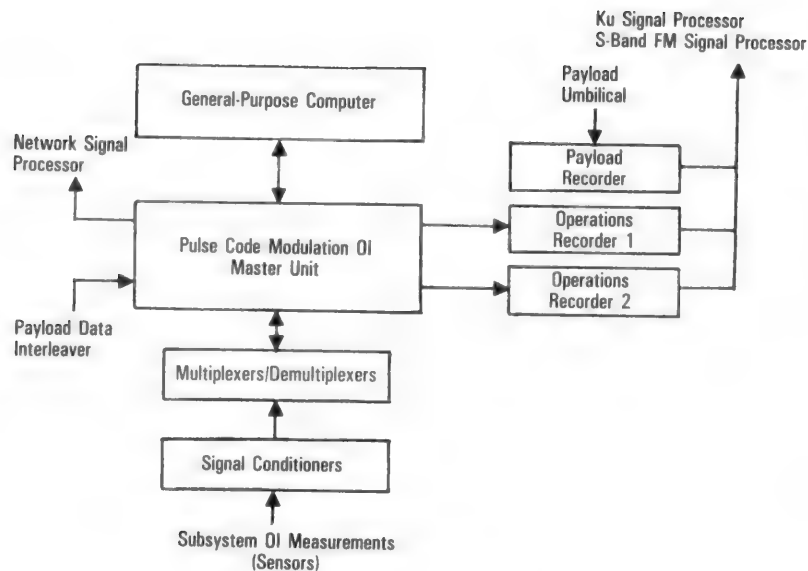 Ku Signal Processor
S-Band FM Signal Processor
Payload
Umbilical
General-Purpose Computer
Network Signal
Processor
Payload
Recorder
Pulse Code Modulation OI
Master Unit
Operations
Recorder 1
Operations
Recorder 2
Payload Data
Interleaver
Multiplexers/Demultiplexers
Signal Conditioners
Subsystem OI Measurements
(Sensors)